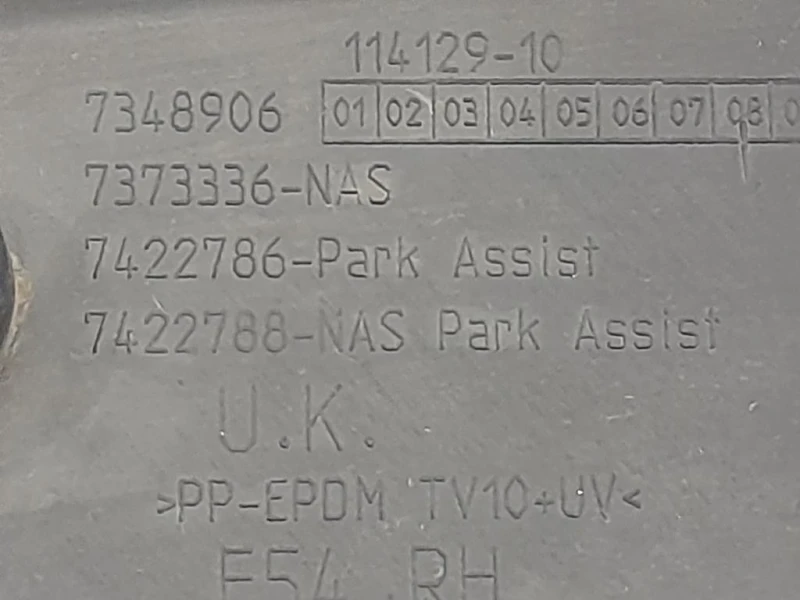 114129-10
7348906 01 02 03 04 05 06 07 08
7373336-NAS
7422786-Park Assist
7422788-NAS Park Assist
U.K.
>PP-EPDM TV10+UV<
F54 RH